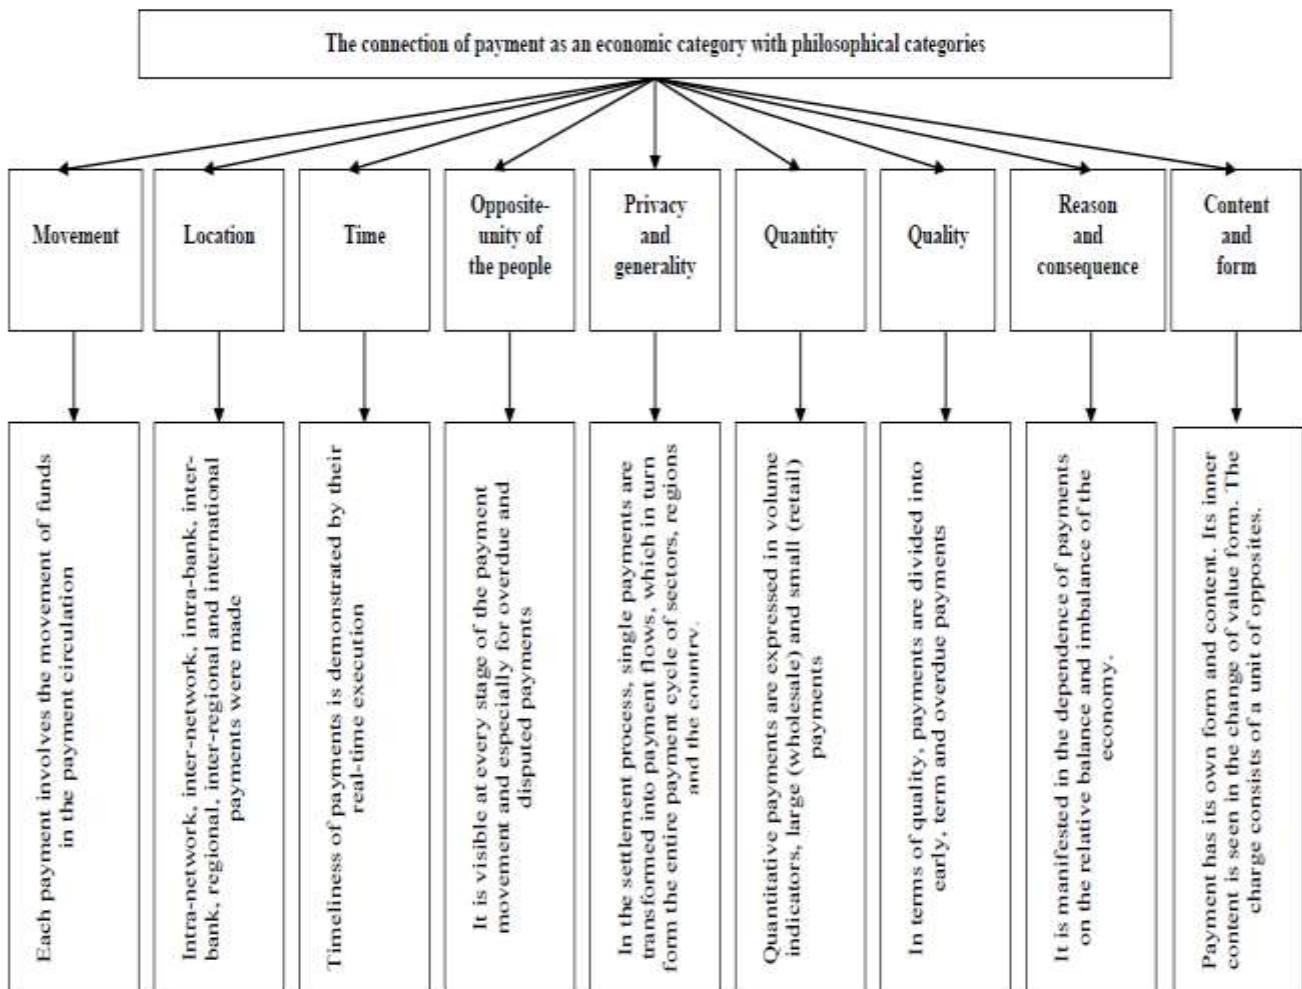 The connection of payment as an economic category with philosophical categories
Movement
Location
Time
Opposite-
unity of
the people
Privacy
and
generality
Quantity
Quality
Reason
and
consequence
Content
and
form
Each payment involves the movement of funds
in the payment circulation
Intra-network, inter-network, intra-bank, inter-
bank, regional, inter-regional and international
payments were made
Timeliness of payments is demonstrated by their
real-time execution
It is visible at every stage of the payment
movement and especially for overdue and
disputed payments
In the settlement process, single payments are
transformed into payment flows, which in turn
form the entire payment cycle of sectors, regions
and the country.
Quantitative payments are expressed in volume
indicators, large (wholesale) and small (retail)
payments
In terms of quality, payments are divided into
early, term and overdue payments
It is manifested in the dependence of payments
on the relative balance and imbalance of the
economy.
Payment has its own form and content. Its inner
content is seen in the change of value form. The
charge consists of a unit of opposites.